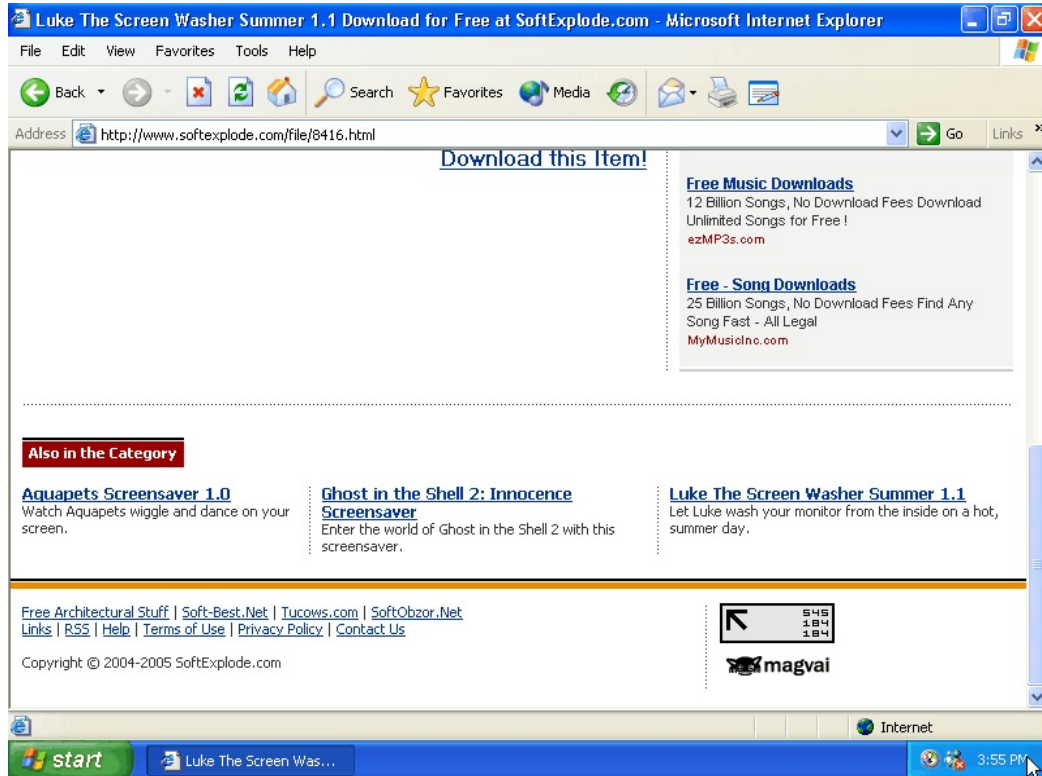 Luke The Screen Washer Summer 1.1 Download for Free at SoftExplode.com - Microsoft Internet Explorer
File Edit View Favorites Tools Help
Back Search Favorites Media
Address http://www.softexplode.com/file/8416.html Go Links »
Download this Item!
Free Music Downloads
12 Billion Songs, No Download Fees Download
Unlimited Songs for Free !
ezMP3s.com
Free - Song Downloads
25 Billion Songs, No Download Fees Find Any
Song Fast - All Legal
MyMusicInc.com
Also in the Category
Aquapets Screensaver 1.0
Watch Aquapets wiggle and dance on your
screen.
Ghost in the Shell 2: Innocence
Screensaver
Enter the world of Ghost in the Shell 2 with this
screensaver.
Luke The Screen Washer Summer 1.1
Let Luke wash your monitor from the inside on a hot,
summer day.
Free Architectural Stuff | Soft-Best.Net | Tucows.com | SoftObzor.Net
Links | RSS | Help | Terms of Use | Privacy Policy | Contact Us
Copyright © 2004-2005 SoftExplode.com
545
184
184
magvai
Internet
start Luke The Screen Was... 3:55 PM